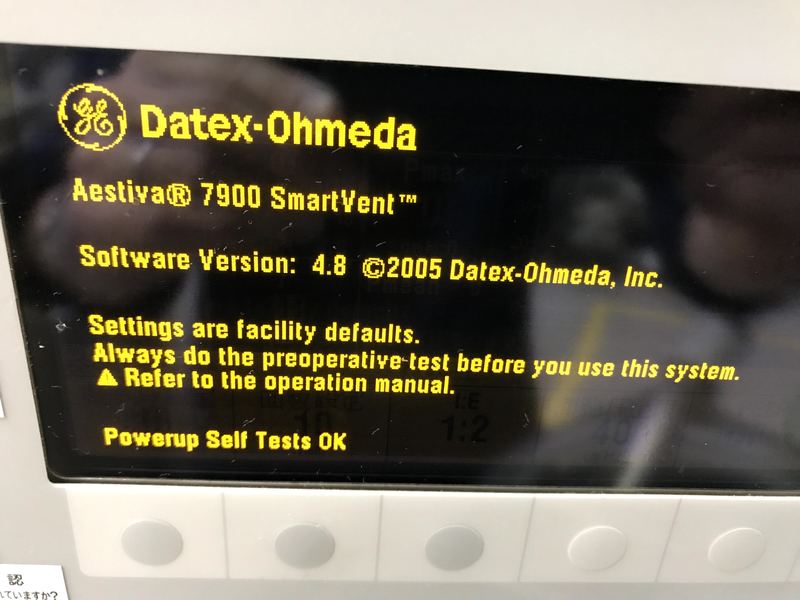 GE Datex-Ohmeda
Aestiva® 7900 SmartVent™
Software Version: 4.8 ©2005 Datex-Ohmeda, Inc.
Settings are facility defaults.
Always do the preoperative test before you use this system.
⚠ Refer to the operation manual.
I:E
1:2
Powerup Self Tests OK
認
れていますか?